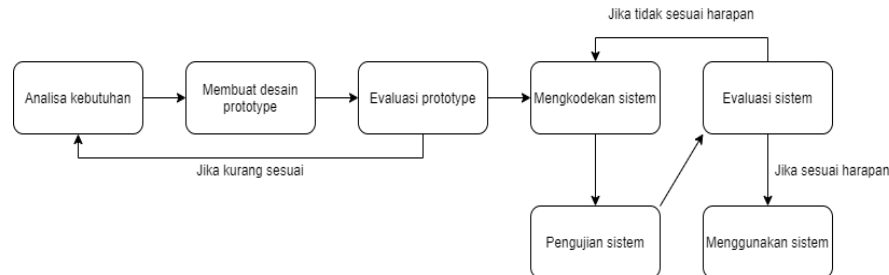 Jika tidak sesuai harapan
Analisa kebutuhan
Membuat desain
prototype
Evaluasi prototype
Mengkodekan sistem
Evaluasi sistem
Jika kurang sesuai
Jika sesuai harapan
Pengujian sistem
Menggunakan sistem